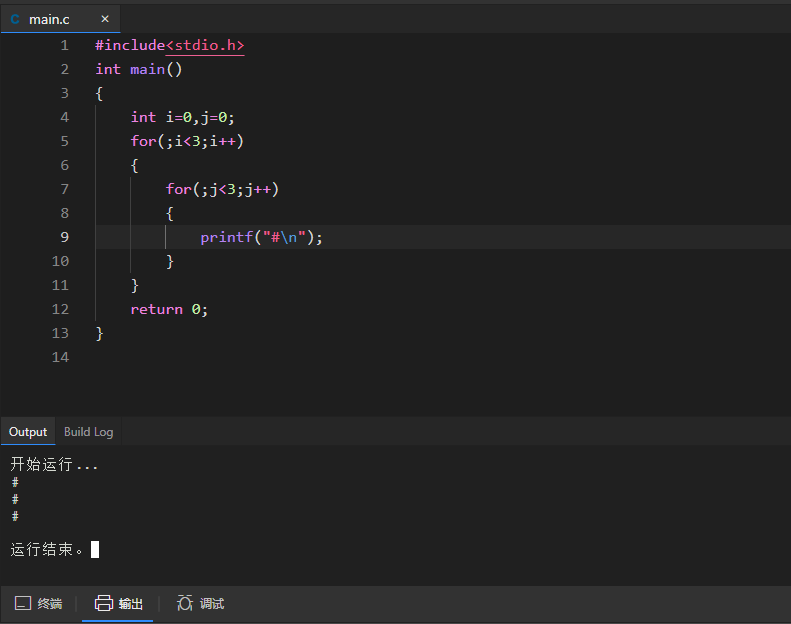 C main.c ×
1 #include<stdio.h>
2 int main()
3 {
4     int i=0,j=0;
5     for(;i<3;i++)
6     {
7         for(;j<3;j++)
8         {
9             printf("#\n");
10         }
11     }
12     return 0;
13 }
14
Output Build Log
开始运行...
#
#
#
运行结束。
终端 输出 调试